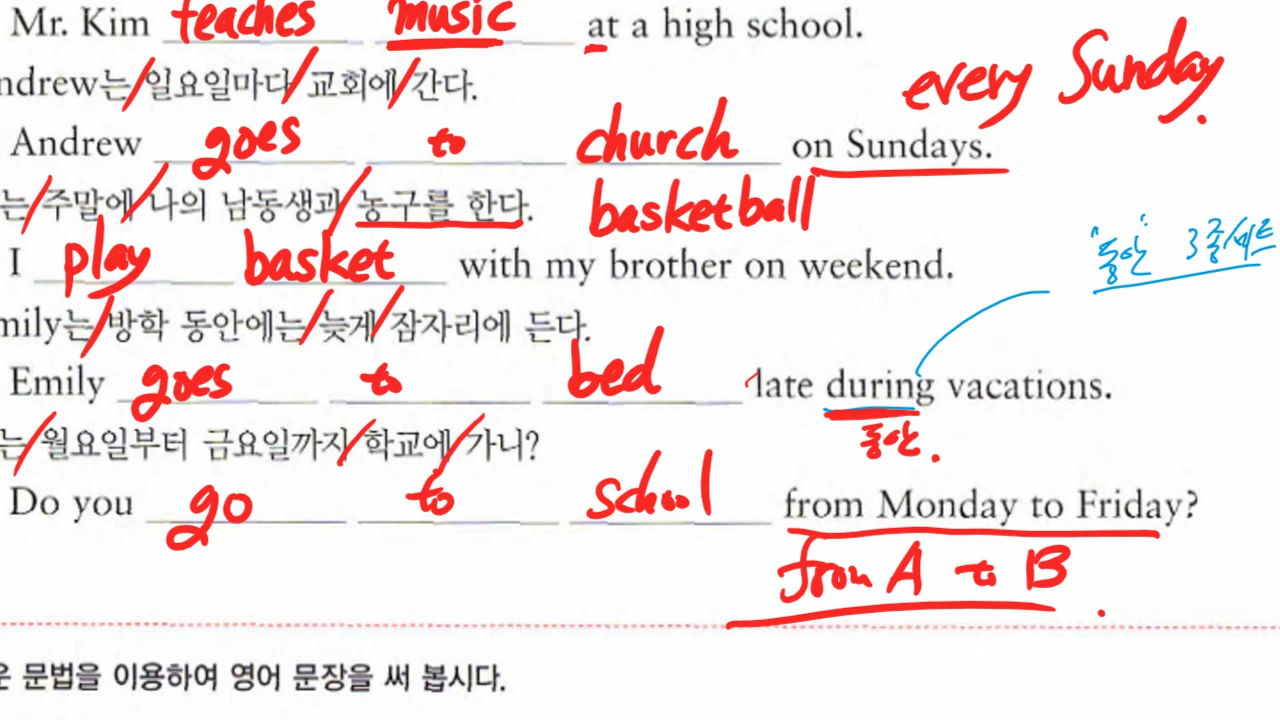 Mr. Kim teaches music at a high school.
ndrew는/일요일마다/교회에/간다.
every Sunday.
Andrew goes to church on Sundays.
는/주말에/나의 남동생과/농구를 한다.
basketball
I play basket with my brother on weekend.
"동안" 3종세트
mily는/방학 동안에는/늦게/잠자리에 든다.
Emily goes to bed late during vacations.
동안.
는/월요일부터 금요일까지/학교에/가니?
Do you go to school from Monday to Friday?
from A to B.
운 문법을 이용하여 영어 문장을 써 봅시다.